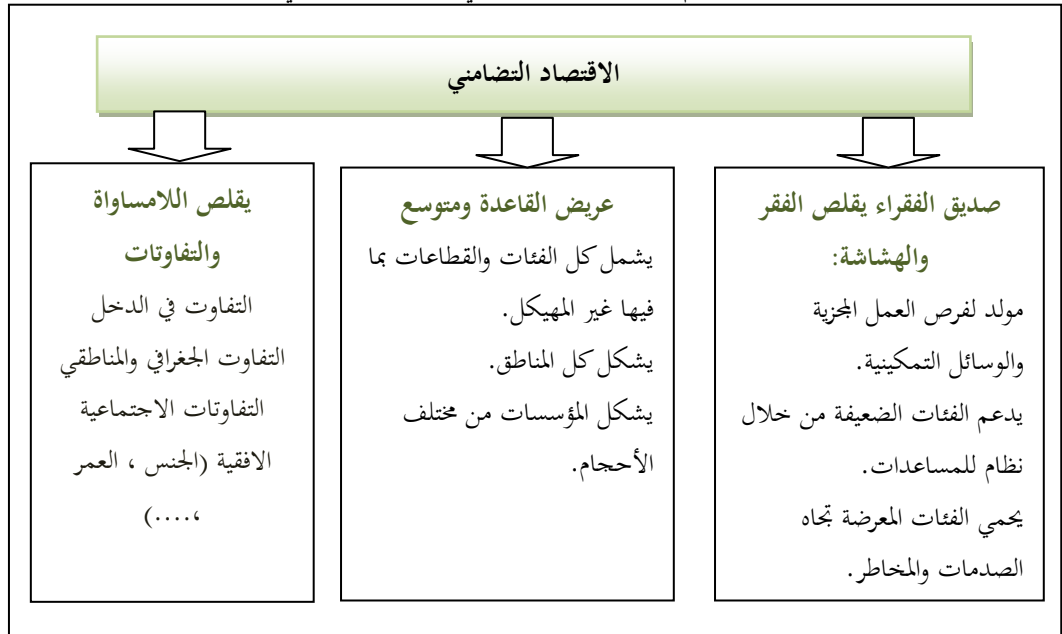 الاقتصاد التضامني
صديق الفقراء يقلص الفقر
والهشاشة:
مولد لفرص العمل المجزية
والوسائل التمكينية.
يدعم الفئات الضعيفة من خلال
نظام للمساعدات.
يحمي الفئات المعرضة تجاه
الصدمات والمخاطر.
عريض القاعدة ومتوسع
يشمل كل الفئات والقطاعات بما
فيها غير المهيكل.
يشكل كل المناطق.
يشكل المؤسسات من مختلف
الأحجام.
يقلص اللامساواة
والتفاوتات
التفاوت في الدخل
التفاوت الجغرافي والمناطقي
التفاوتات الاجتماعية
الافقية (الجنس ، العمر
،....)